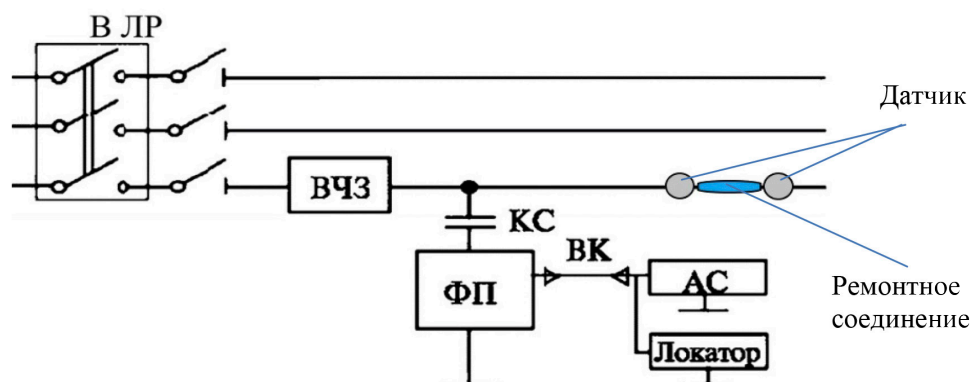 В ЛР
Датчик
ВЧЗ
КС
ВК
ФП
АС
Ремонтное
соединение
Локатор